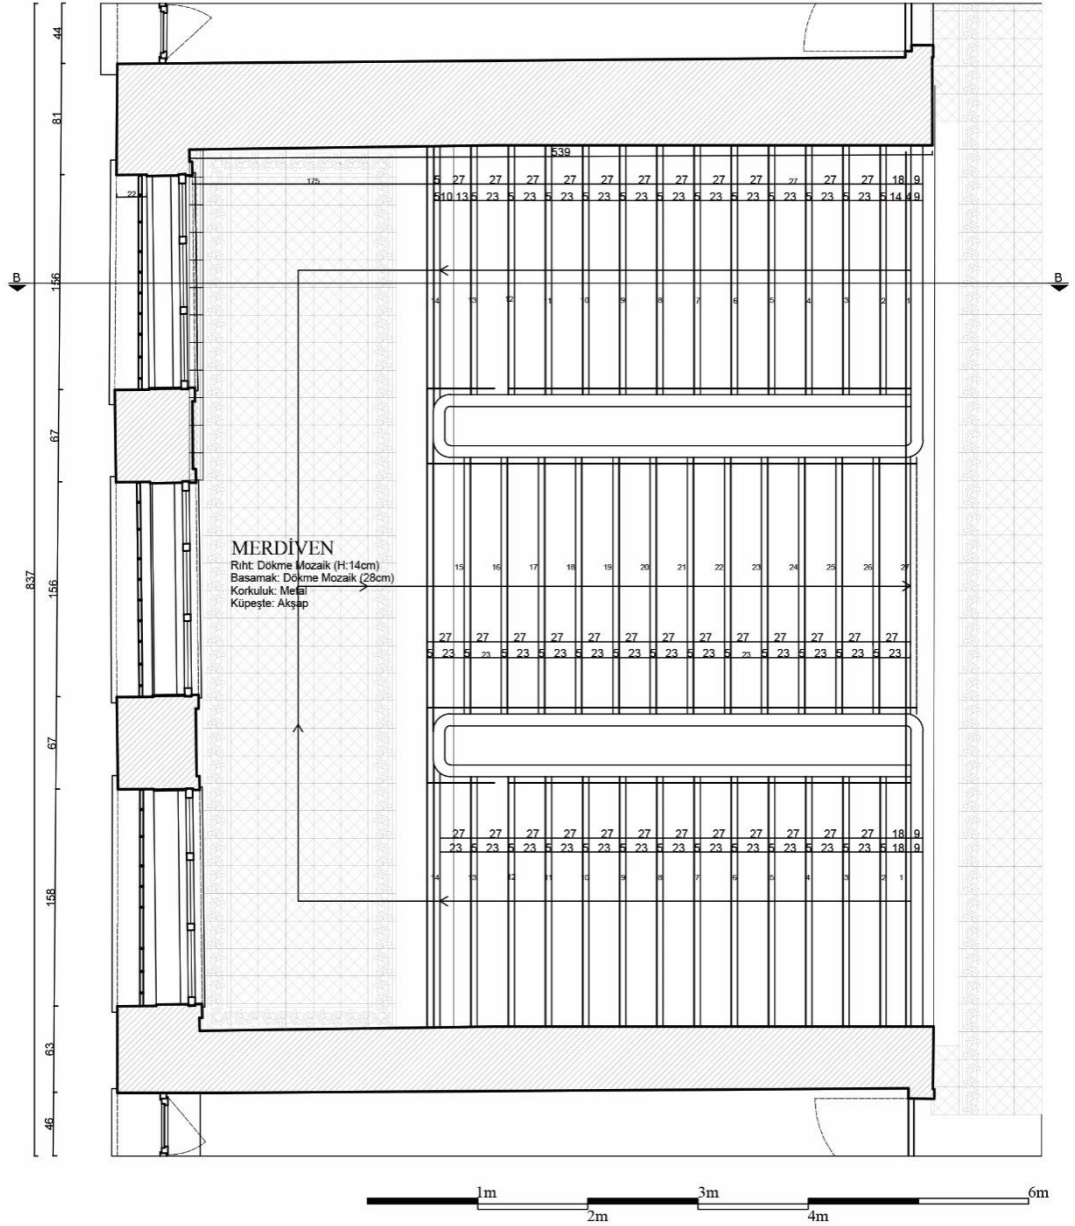 44
81
539
175
5 27 27 27 27 27 27 27 27 27 27 27 27 18 9
22
5 10 13 5 23 5 23 5 23 5 23 5 23 5 23 5 23 5 23 5 23 5 23 5 23 5 14 4 9
B
B
156
14 13 12 11 10 9 8 7 6 5 4 3 2 1
67
MERDİVEN
Rıht: Dökme Mozaik (H:14cm)
Basamak: Dökme Mozaik (28cm)
Korkuluk: Metal
Küpeşte: Akşap
15 16 17 18 19 20 21 22 23 24 25 26 27
837
156
27 27 27 27 27 27 27 27 27 27 27 27 27
5 23 5 23 5 23 5 23 5 23 5 23 5 23 5 23 5 23 5 23 5 23 5 23 5 23
67
27 27 27 27 27 27 27 27 27 27 27 27 18 9
23 5 23 5 23 5 23 5 23 5 23 5 23 5 23 5 23 5 23 5 23 5 23 5 18 9
14 13 12 11 10 9 8 7 6 5 4 3 2 1
158
63
46
1m
3m
6m
2m
4m